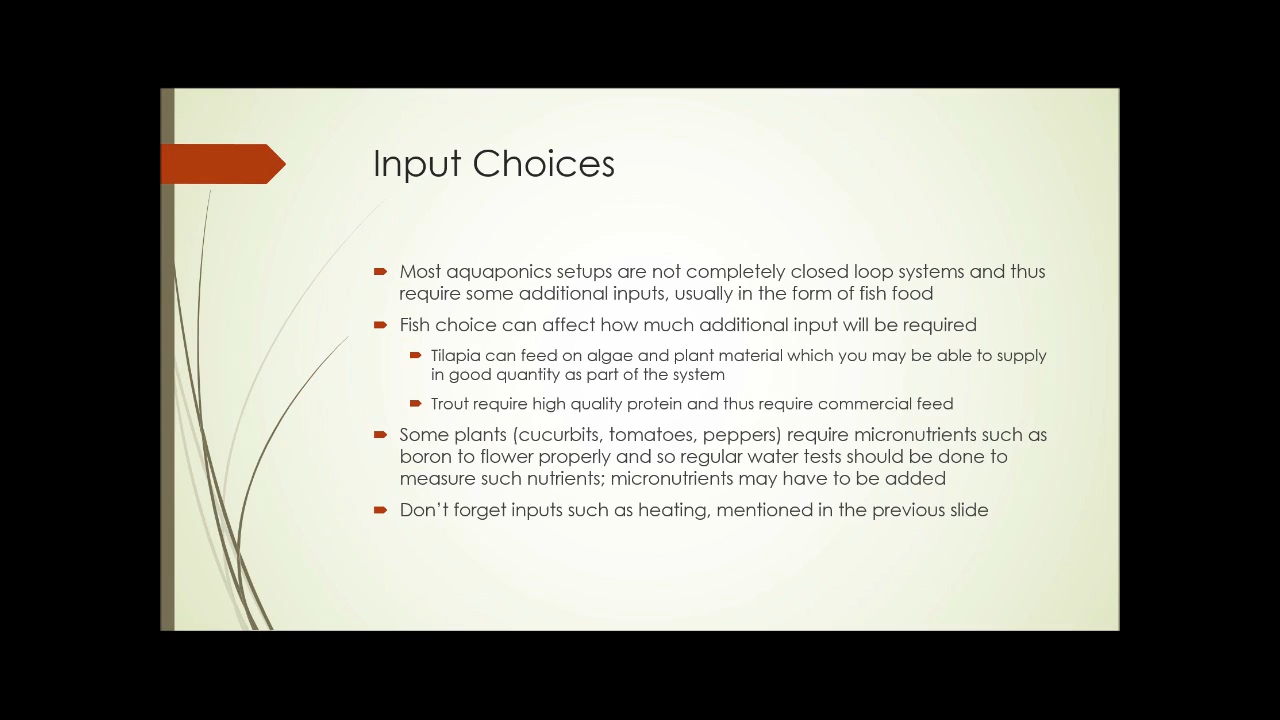 Input Choices
Most aquaponics setups are not completely closed loop systems and thus
require some additional inputs, usually in the form of fish food
Fish choice can affect how much additional input will be required
Tilapia can feed on algae and plant material which you may be able to supply
in good quantity as part of the system
Trout require high quality protein and thus require commercial feed
Some plants (cucurbits, tomatoes, peppers) require micronutrients such as
boron to flower properly and so regular water tests should be done to
measure such nutrients; micronutrients may have to be added
Don’t forget inputs such as heating, mentioned in the previous slide